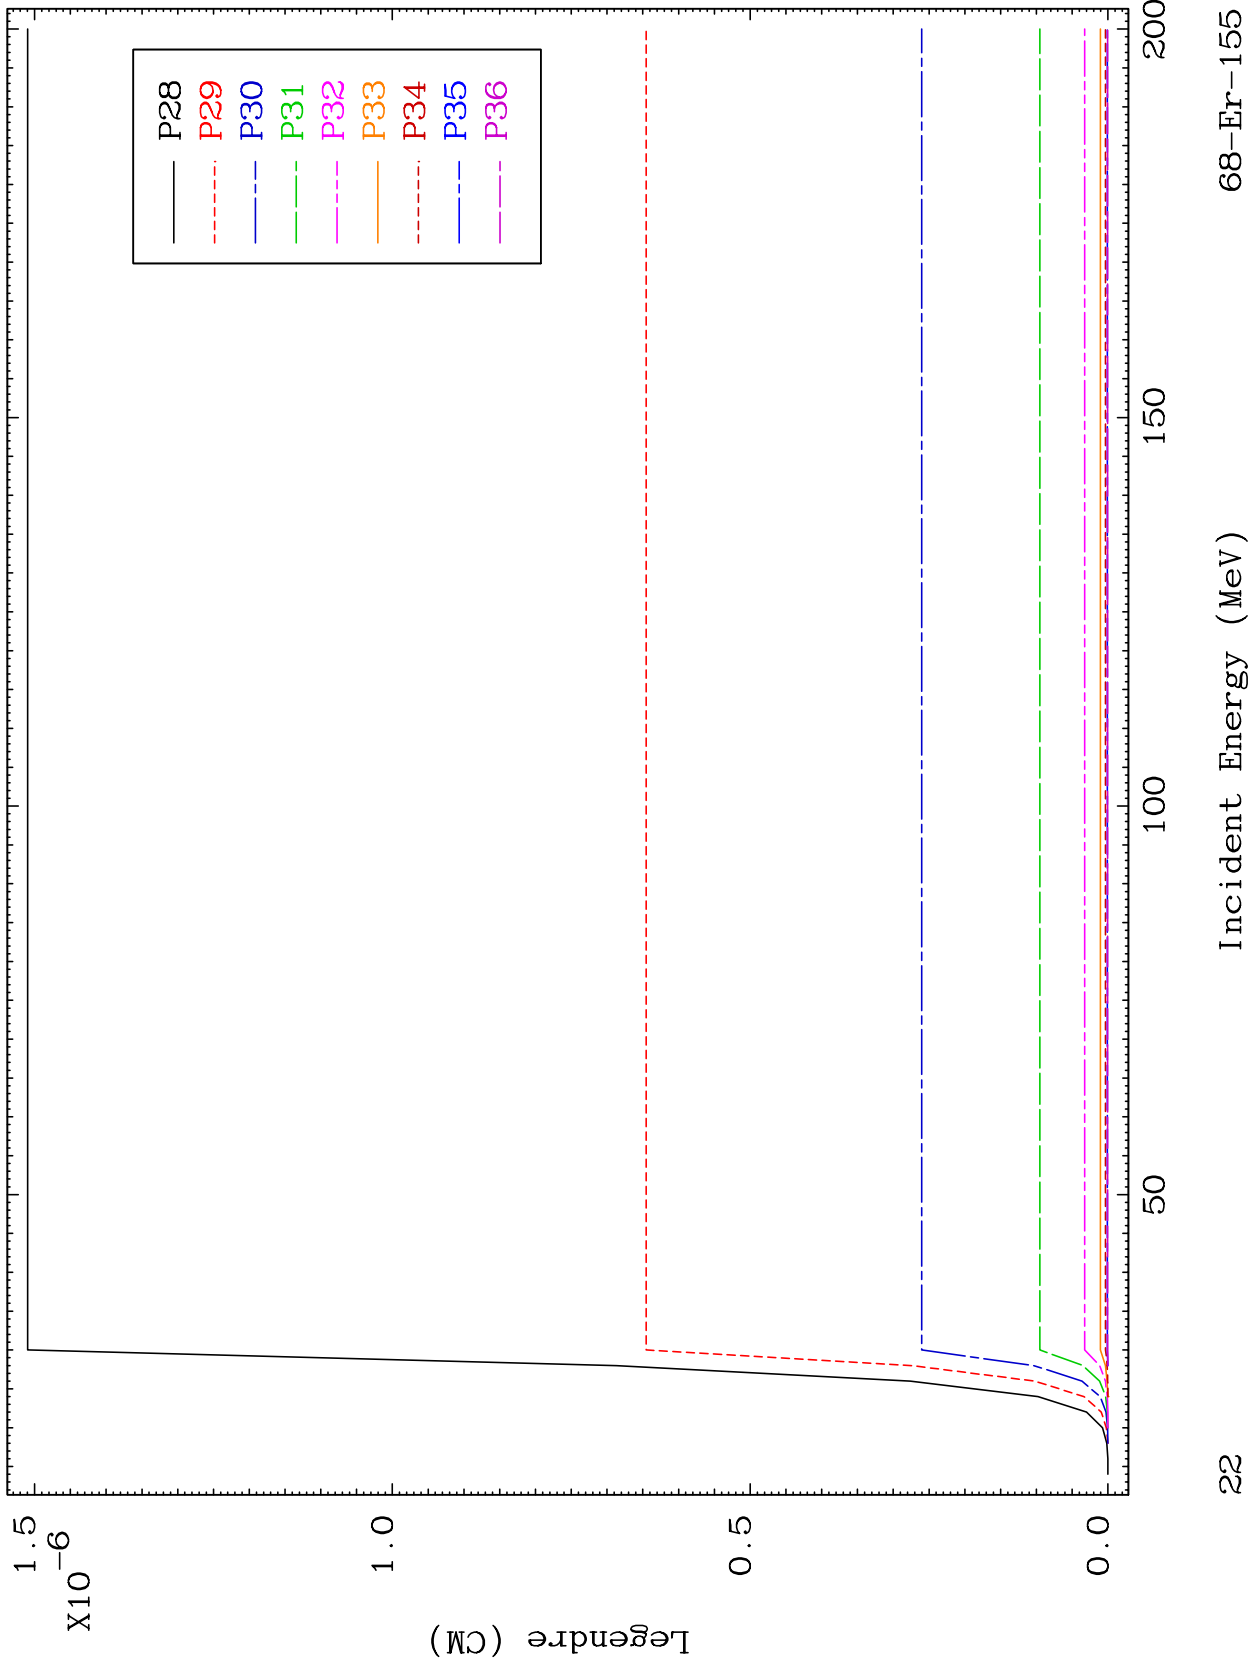 X10-6
1.5
1.0
0.5
0.0
Legendre (CM)
P28
P29
P30
P31
P32
P33
P34
P35
P36
50
100
150
200
Incident Energy (MeV)
22
68-Er-155